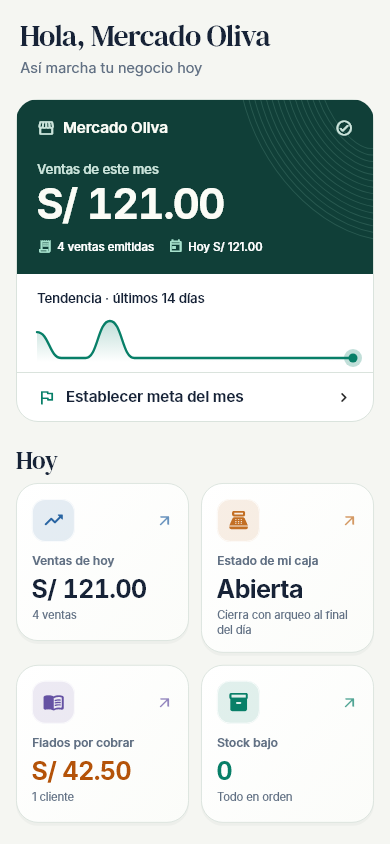 Hola, Mercado Oliva
Así marcha tu negocio hoy
Mercado Oliva
Ventas de este mes
S/ 121.00
4 ventas emitidas
Hoy S/ 121.00
Tendencia · últimos 14 días
Establecer meta del mes
Hoy
Ventas de hoy
S/ 121.00
4 ventas
Estado de mi caja
Abierta
Cierra con arqueo al final
del día
Fiados por cobrar
S/ 42.50
1 cliente
Stock bajo
0
Todo en orden